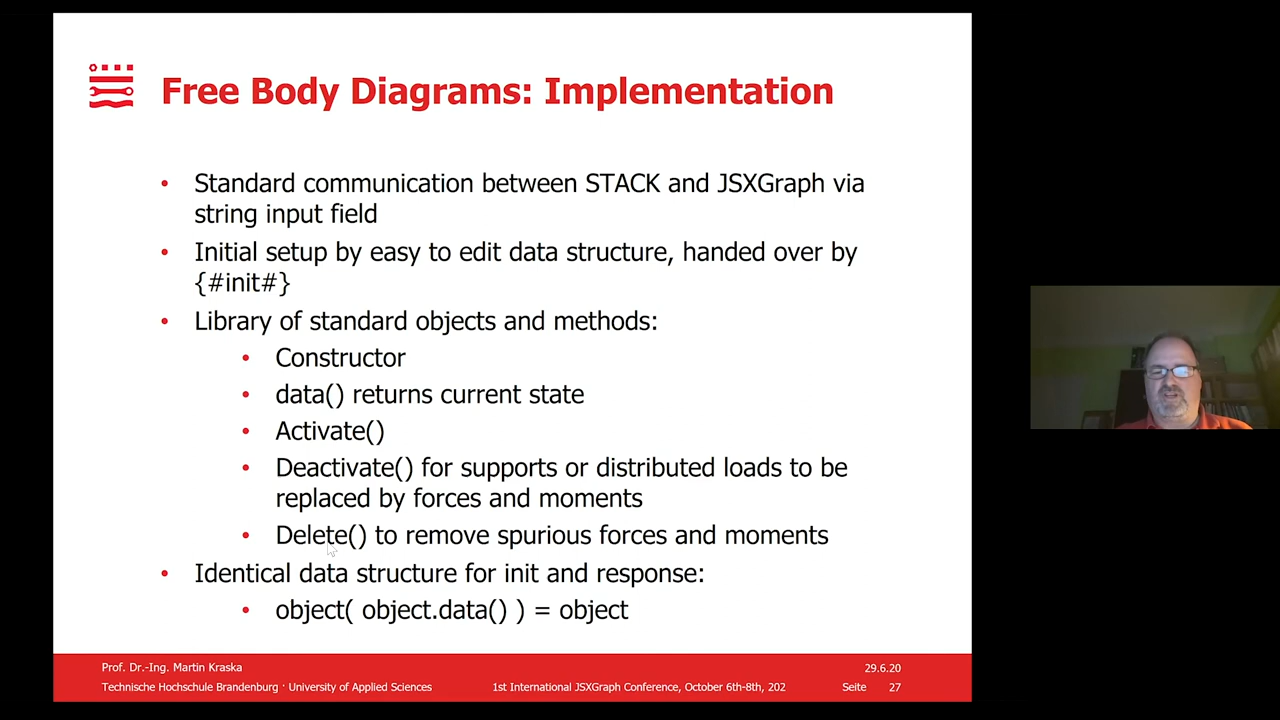 Free Body Diagrams: Implementation
• Standard communication between STACK and JSXGraph via
string input field
• Initial setup by easy to edit data structure, handed over by
{#init#}
• Library of standard objects and methods:
• Constructor
• data() returns current state
• Activate()
• Deactivate() for supports or distributed loads to be
replaced by forces and moments
• Delete() to remove spurious forces and moments
• Identical data structure for init and response:
• object( object.data() ) = object
Prof. Dr.-Ing. Martin Kraska
29.6.20
Technische Hochschule Brandenburg · University of Applied Sciences
1st International JSXGraph Conference, October 6th-8th, 202
Seite 27